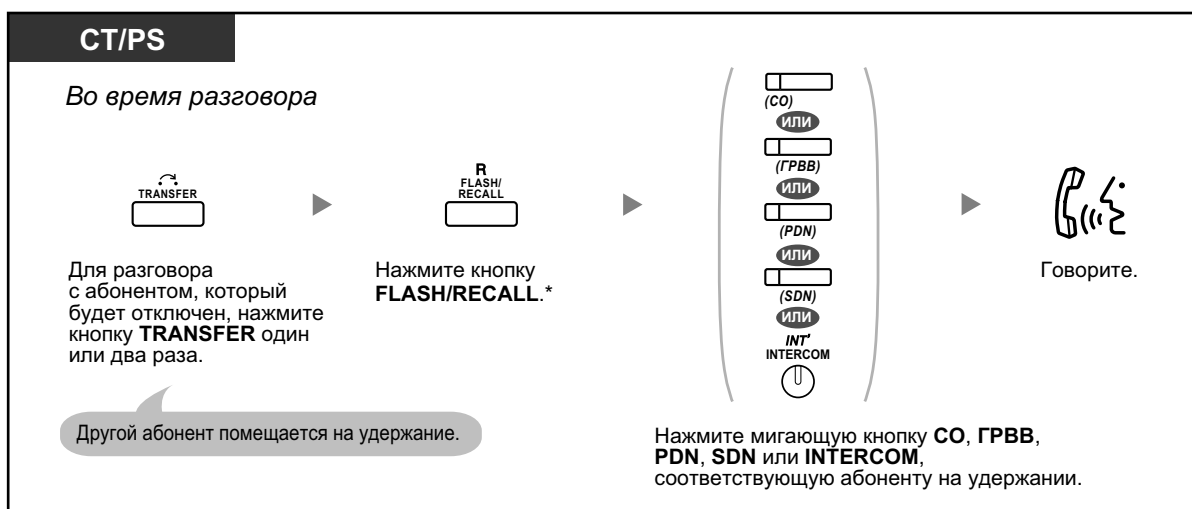 CT/PS
Во время разговора
TRANSFER
Для разговора
с абонентом, который
будет отключен, нажмите
кнопку TRANSFER один
или два раза.
Другой абонент помещается на удержание.
R
FLASH/
RECALL
Нажмите кнопку
FLASH/RECALL.*
(CO)
ИЛИ
(ГРВВ)
ИЛИ
(PDN)
ИЛИ
(SDN)
ИЛИ
INT'
INTERCOM
Нажмите мигающую кнопку CO, ГРВВ,
PDN, SDN или INTERCOM,
соответствующую абоненту на удержании.
Говорите.